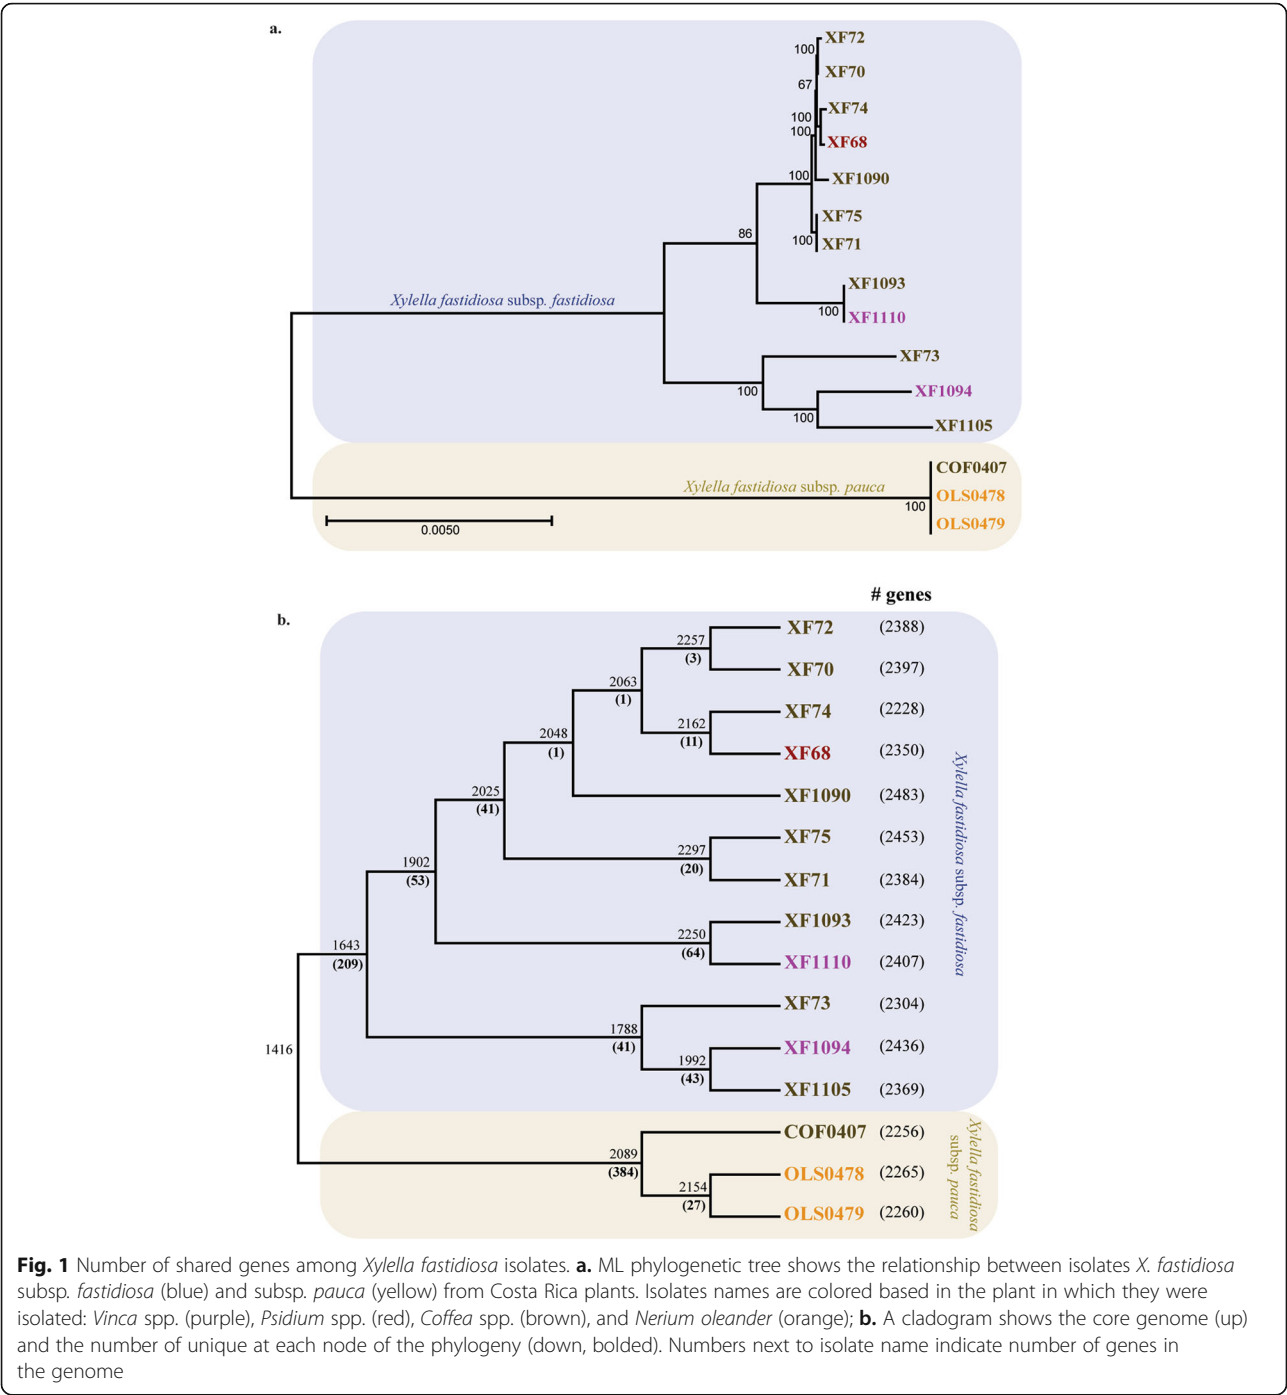 a.
XF72
100
XF70
67
XF74
100
100
XF68
100
XF1090
XF75
100
XF71
86
XF1093
100
XF1110
Xylella fastidiosa subsp. fastidiosa
XF73
100
XF1094
100
XF1105
COF0407
Xylella fastidiosa subsp. pauca
OLS0478
100
OLS0479
0.0050
# genes
b.
XF72 (2388)
2257
(3)
XF70 (2397)
2063
(1)
XF74 (2228)
2162
(11)
2048
(1)
XF68 (2350)
XF1090 (2483)
2025
(41)
XF75 (2453)
2297
(20)
XF71 (2384)
1902
(53)
XF1093 (2423)
2250
(64)
XF1110 (2407)
1643
(209)
XF73 (2304)
1788
(41)
XF1094 (2436)
1992
(43)
XF1105 (2369)
Xylella fastidiosa subsp. fastidiosa
1416
COF0407 (2256)
2089
(384)
OLS0478 (2265)
2154
(27)
OLS0479 (2260)
Xylella fastidiosa
subsp. pauca
Fig. 1 Number of shared genes among Xylella fastidiosa isolates. a. ML phylogenetic tree shows the relationship between isolates X. fastidiosa
subsp. fastidiosa (blue) and subsp. pauca (yellow) from Costa Rica plants. Isolates names are colored based in the plant in which they were
isolated: Vinca spp. (purple), Psidium spp. (red), Coffea spp. (brown), and Nerium oleander (orange); b. A cladogram shows the core genome (up)
and the number of unique at each node of the phylogeny (down, bolded). Numbers next to isolate name indicate number of genes in
the genome